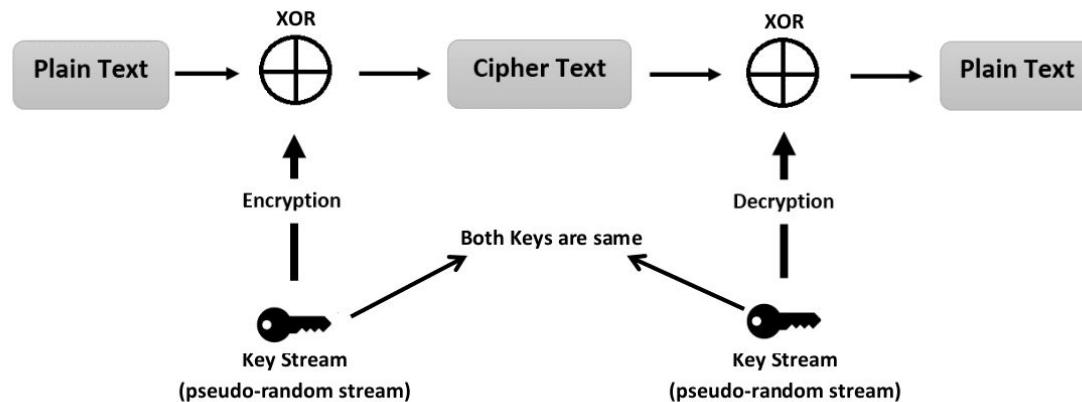 XOR
XOR
Plain Text
Cipher Text
Plain Text
Encryption
Decryption
Both Keys are same
Key Stream
(pseudo-random stream)
Key Stream
(pseudo-random stream)